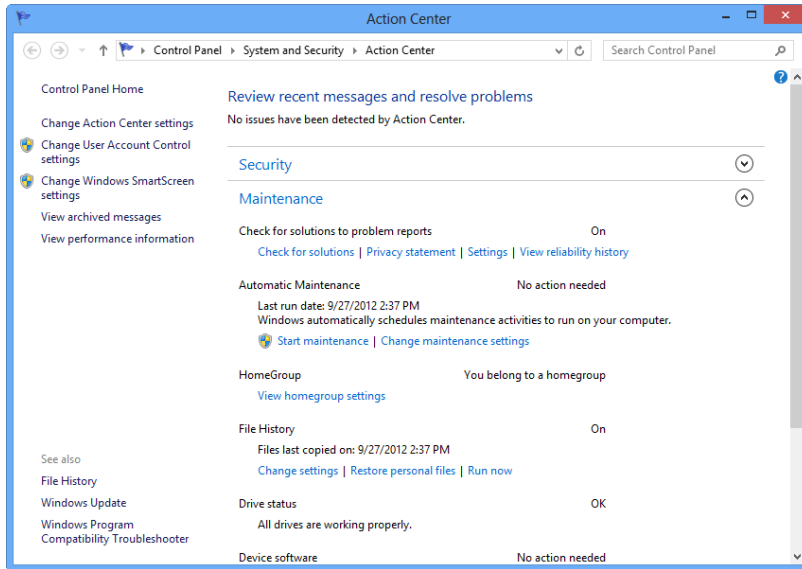 Action Center
Control Panel System and Security Action Center
Search Control Panel
Control Panel Home
Change Action Center settings
Change User Account Control
settings
Change Windows SmartScreen
settings
View archived messages
View performance information
See also
File History
Windows Update
Windows Program
Compatibility Troubleshooter
Review recent messages and resolve problems
No issues have been detected by Action Center.
Security
Maintenance
Check for solutions to problem reports On
Check for solutions | Privacy statement | Settings | View reliability history
Automatic Maintenance No action needed
Last run date: 9/27/2012 2:37 PM
Windows automatically schedules maintenance activities to run on your computer.
Start maintenance | Change maintenance settings
HomeGroup You belong to a homegroup
View homegroup settings
File History On
Files last copied on: 9/27/2012 2:37 PM
Change settings | Restore personal files | Run now
Drive status OK
All drives are working properly.
Device software No action needed